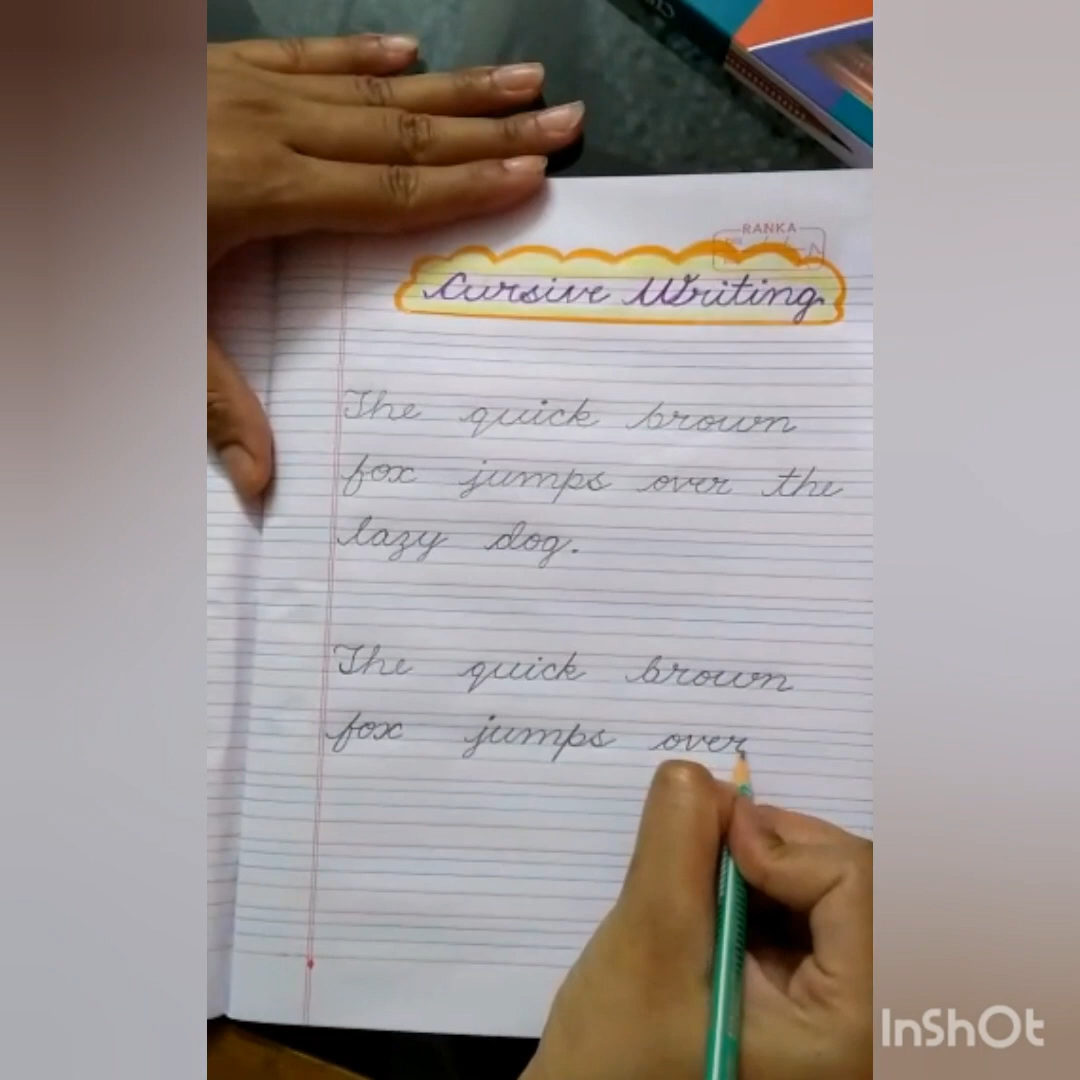 RANKA
Cursive Writing
The quick brown
fox jumps over the
lazy dog.
The quick brown
fox jumps over
InShOt